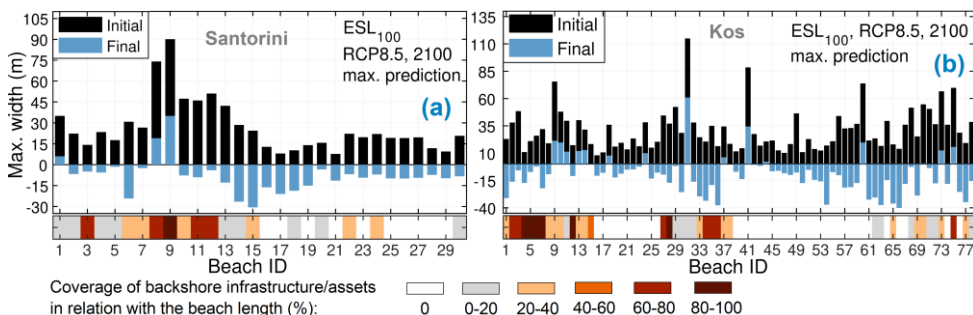 Max. width (m)
105
90
75
60
45
30
15
0
-15
-30
Initial
Final
Santorini
ESL100
RCP8.5, 2100
max. prediction
(a)
1 3 5 7 9 11 13 15 17 19 21 23 25 27 29
Beach ID
135
110
85
60
35
10
-15
-40
Initial
Final
Kos
ESL100, RCP8.5, 2100
max. prediction
(b)
1 5 9 13 17 21 25 29 33 37 41 45 49 53 57 61 65 69 73 77
Beach ID
Coverage of backshore infrastructure/assets
in relation with the beach length (%):
0 0-20 20-40 40-60 60-80 80-100